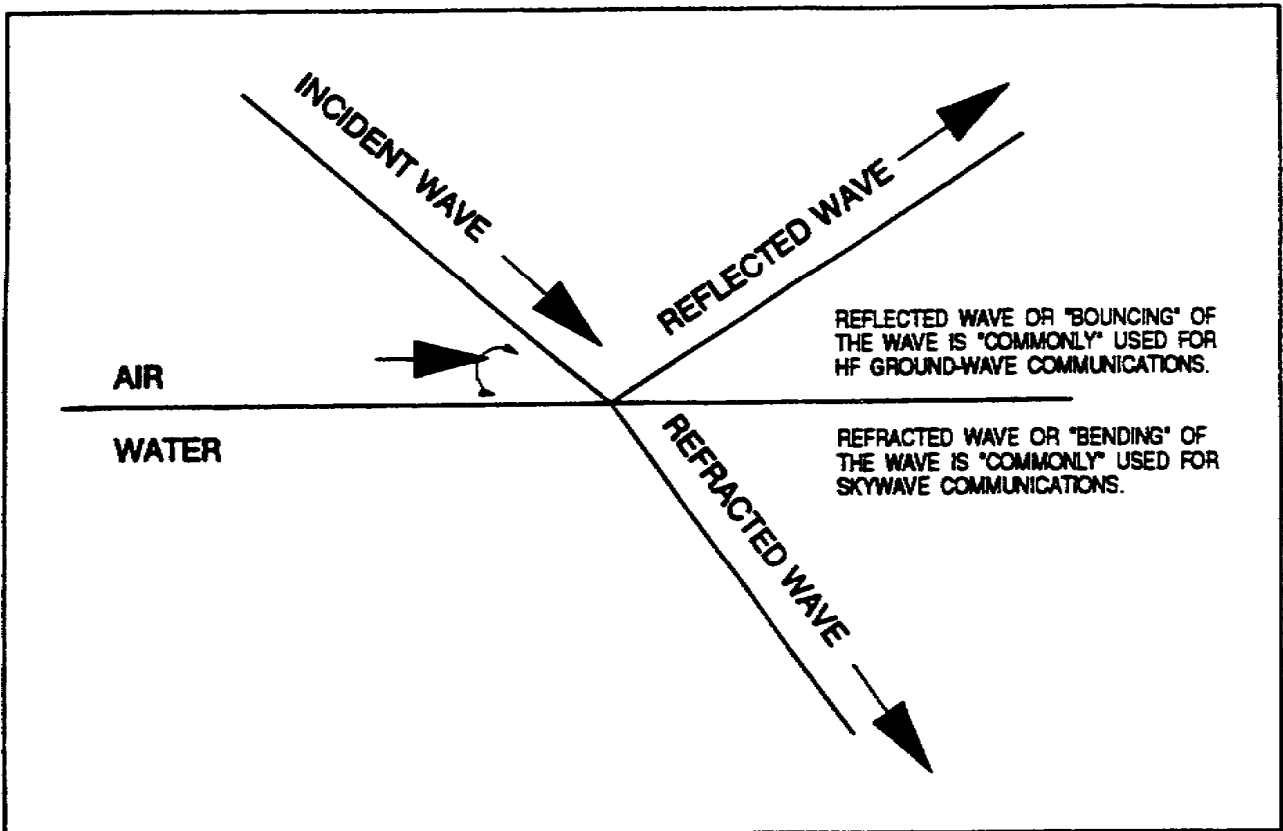 INCIDENT WAVE
REFLECTED WAVE
REFLECTED WAVE OR "BOUNCING" OF
THE WAVE IS "COMMONLY" USED FOR
HF GROUND-WAVE COMMUNICATIONS.
AIR
WATER
REFRACTED WAVE
REFRACTED WAVE OR "BENDING" OF
THE WAVE IS "COMMONLY" USED FOR
SKYWAVE COMMUNICATIONS.